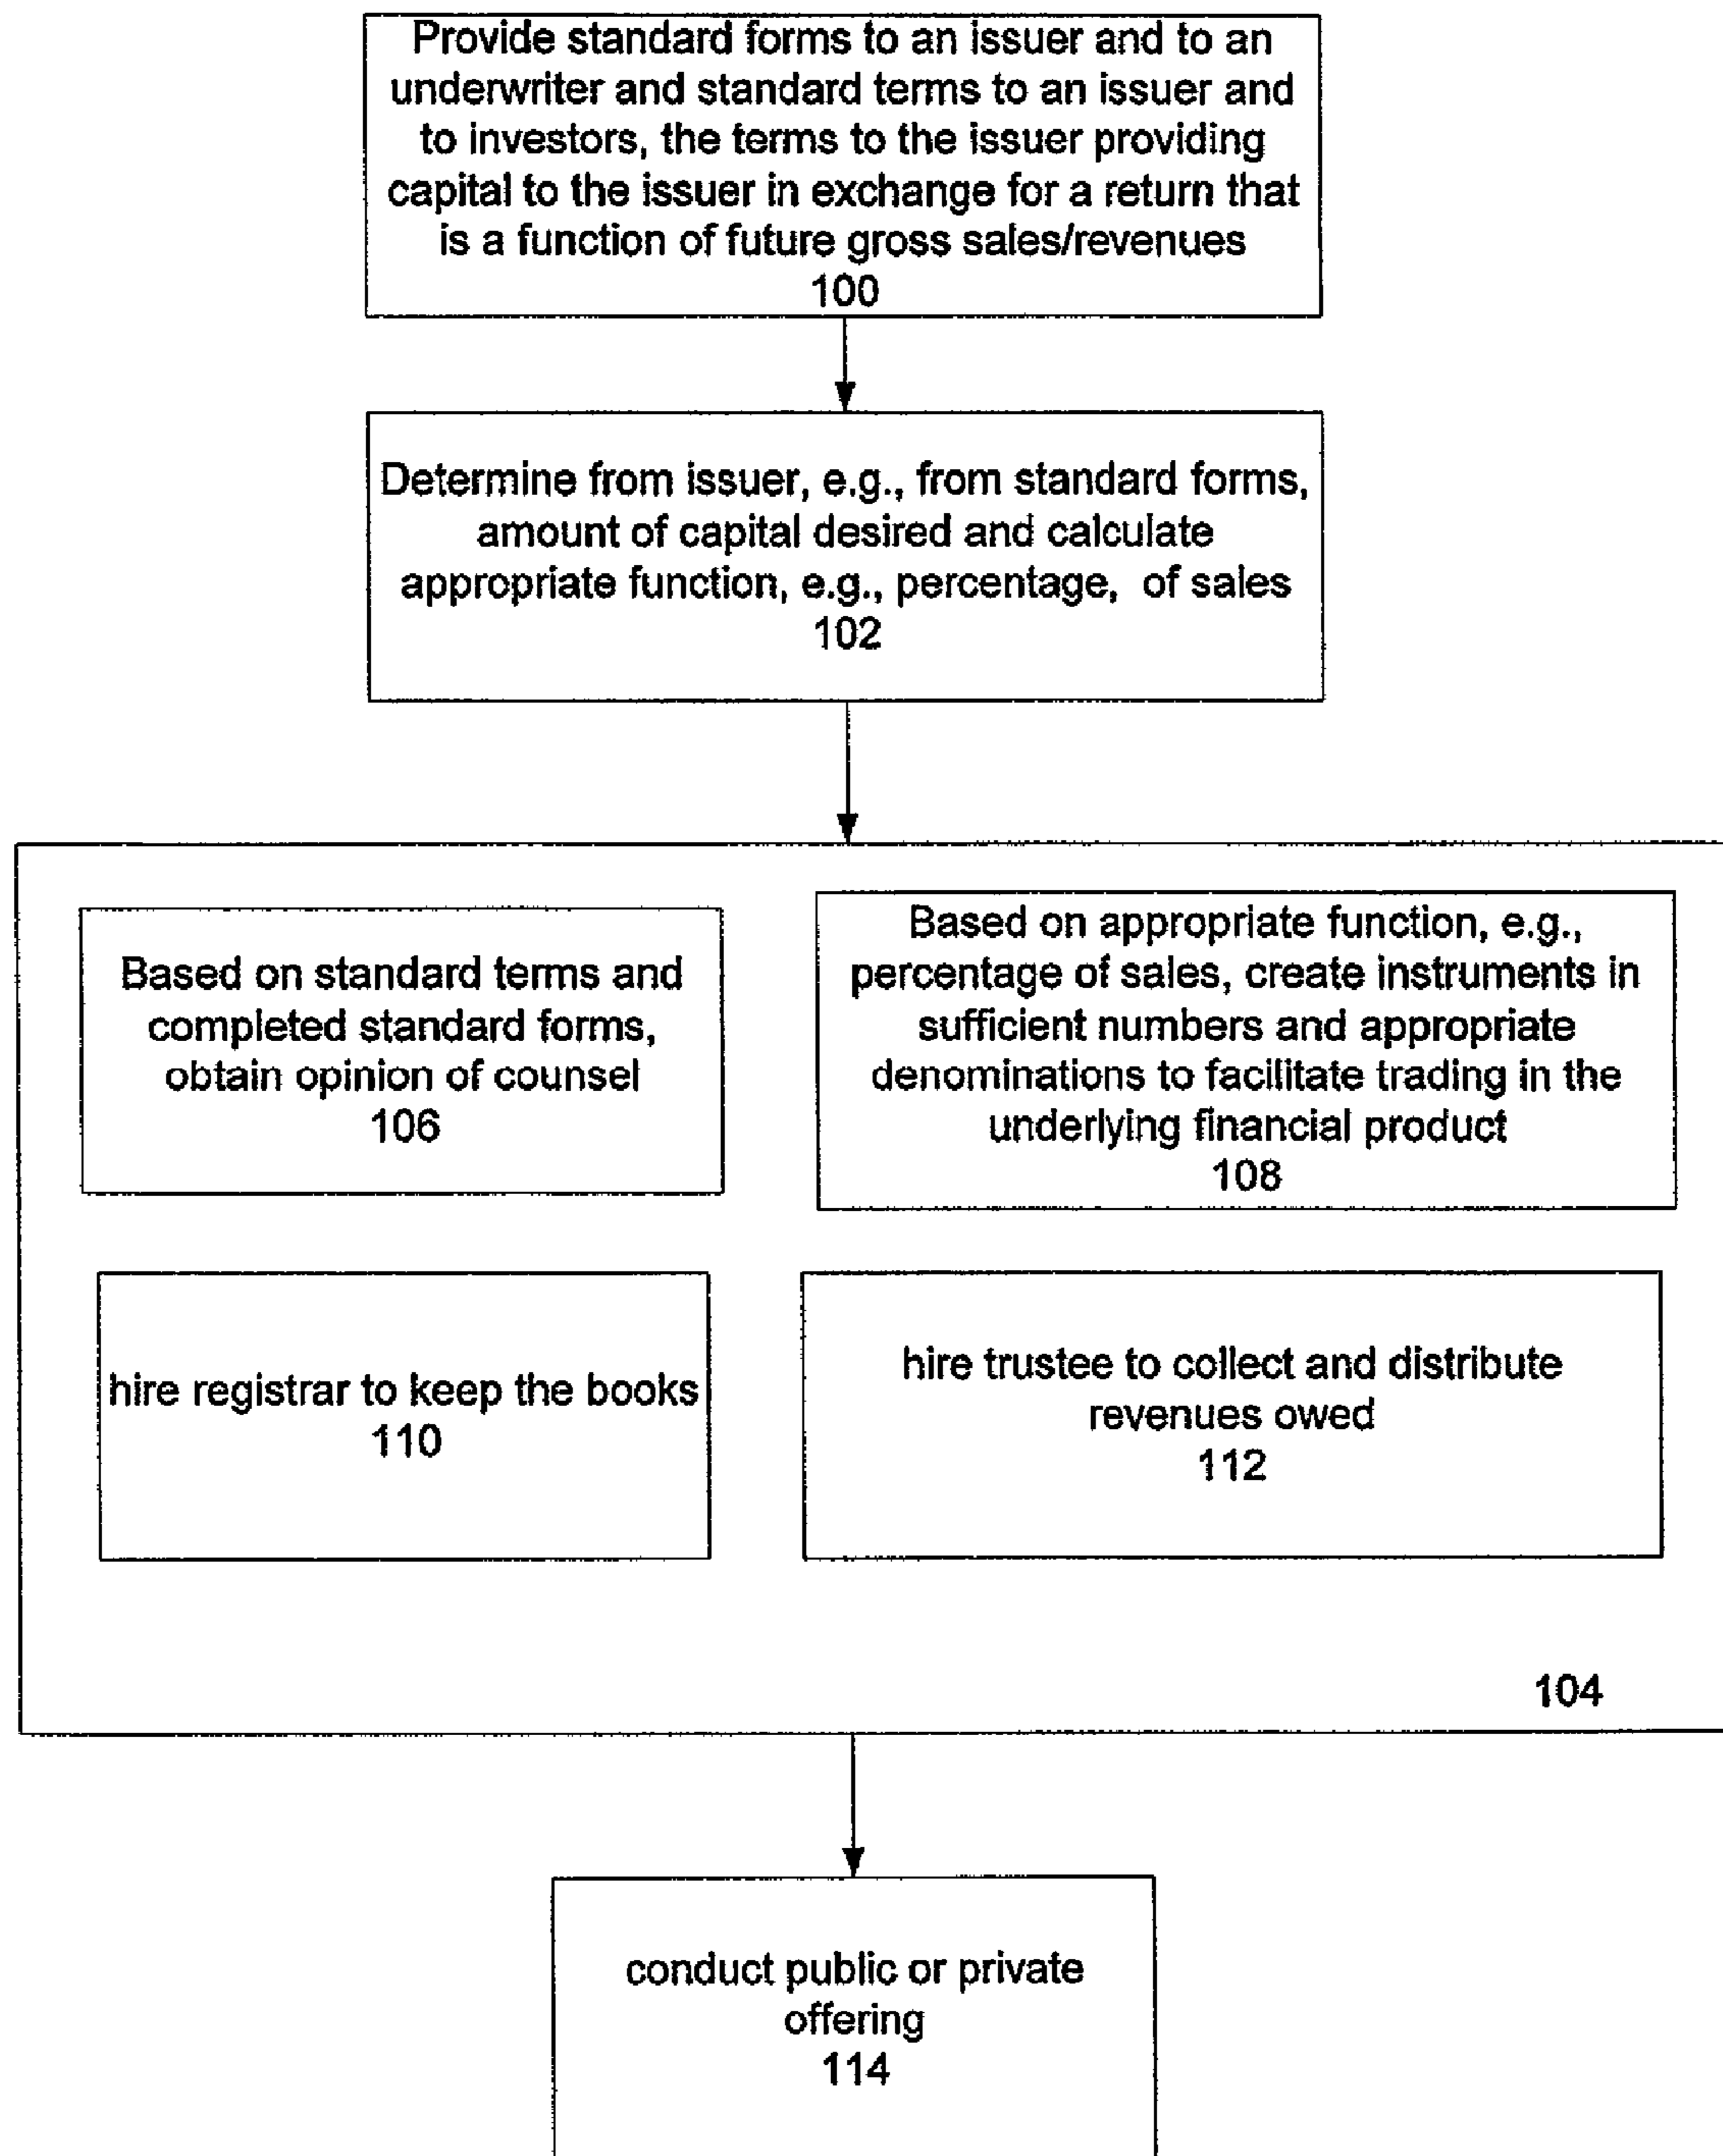 Provide standard forms to an issuer and to an
underwriter and standard terms to an issuer and
to investors, the terms to the issuer providing
capital to the issuer in exchange for a return that
is a function of future gross sales/revenues
100
Determine from issuer, e.g., from standard forms,
amount of capital desired and calculate
appropriate function, e.g., percentage, of sales
102
Based on standard terms and
completed standard forms,
obtain opinion of counsel
106
Based on appropriate function, e.g.,
percentage of sales, create instruments in
sufficient numbers and appropriate
denominations to facilitate trading in the
underlying financial product
108
hire registrar to keep the books
110
hire trustee to collect and distribute
revenues owed
112
104
conduct public or private
offering
114